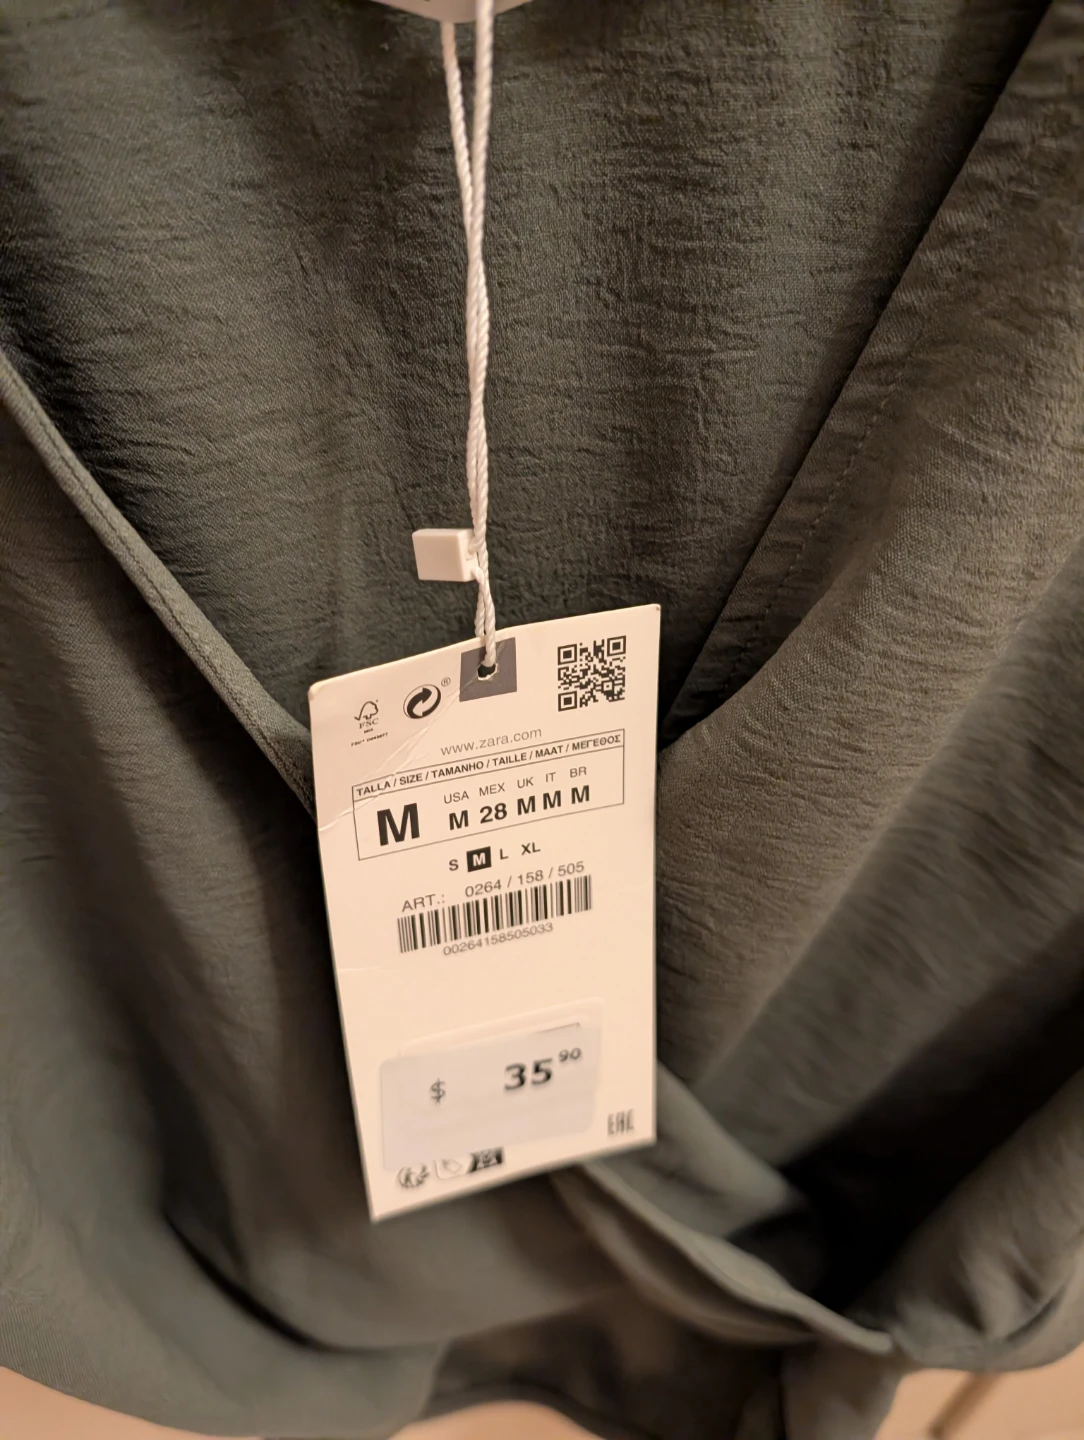 FSC
®
www.zara.com
TALLA / SIZE / TAMANHO / TAILLE / MAAT / ΜΕΓΕΘΟΣ
USA MEX UK IT BR
M M 28 M M M
S M L XL
ART.: 0264 / 158 / 505
00264158505033
$ 35 90
EAC